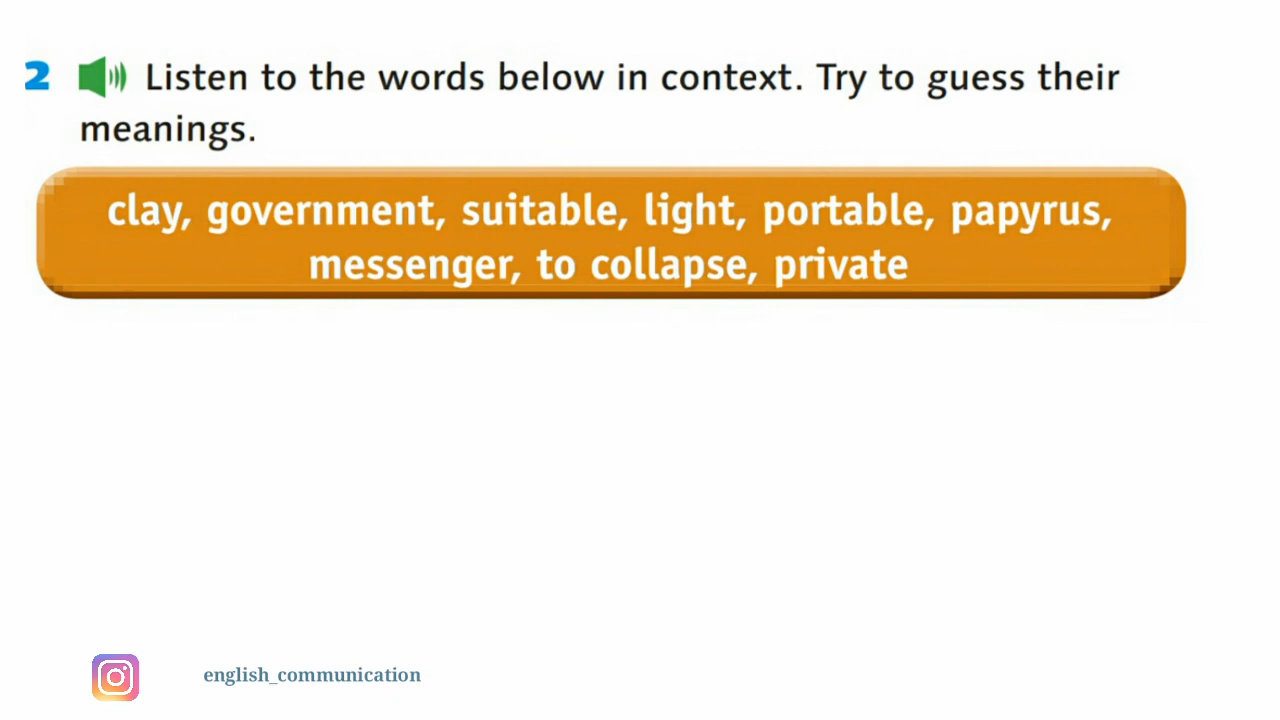 2 Listen to the words below in context. Try to guess their
meanings.
clay, government, suitable, light, portable, papyrus,
messenger, to collapse, private
english_communication